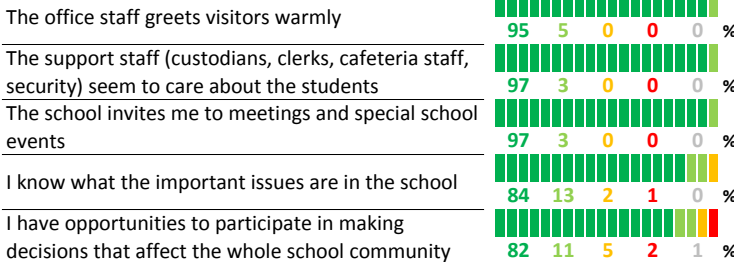 The office staff greets visitors warmly
95 5 0 0 0 %
The support staff (custodians, clerks, cafeteria staff,
security) seem to care about the students
97 3 0 0 0 %
The school invites me to meetings and special school
events
97 3 0 0 0 %
I know what the important issues are in the school
84 13 2 1 0 %
I have opportunities to participate in making
decisions that affect the whole school community
82 11 5 2 1 %